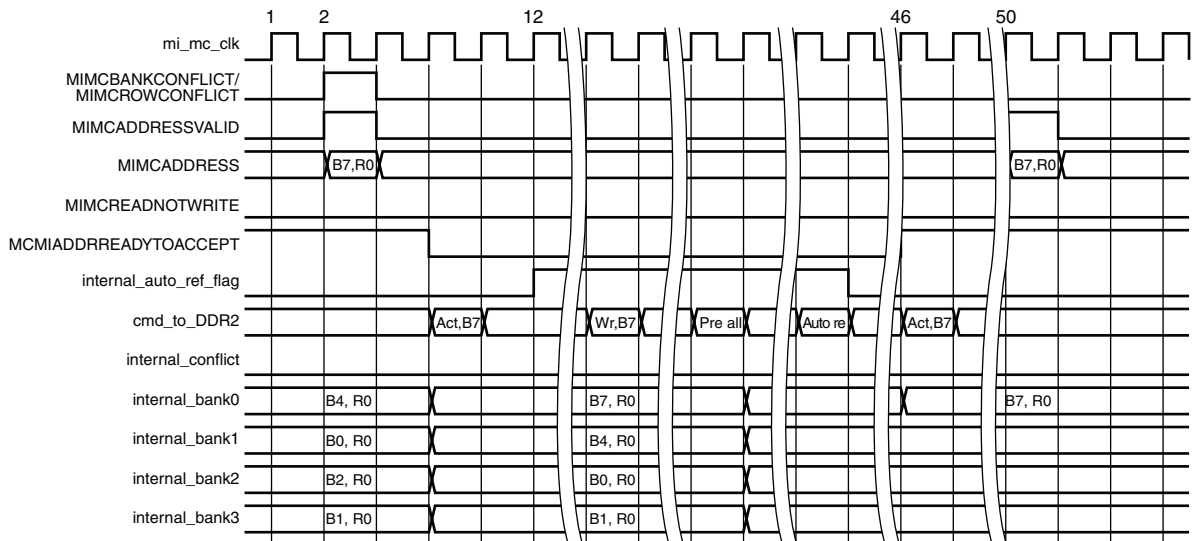 1 2 12 46 50
mi_mc_clk
MIMCBANKCONFLICT/
MIMCROWCONFLICT
MIMCADDRESSVALID
MIMCADDRESS B7,R0 B7,R0
MIMCREADNOTWRITE
MCMIADDRREADYTOACCEPT
internal_auto_ref_flag
cmd_to_DDR2 Act,B7 Wr,B7 Pre all Auto re Act,B7
internal_conflict
internal_bank0 B4, R0 B7, R0 B7, R0
internal_bank1 B0, R0 B4, R0
internal_bank2 B2, R0 B0, R0
internal_bank3 B1, R0 B1, R0